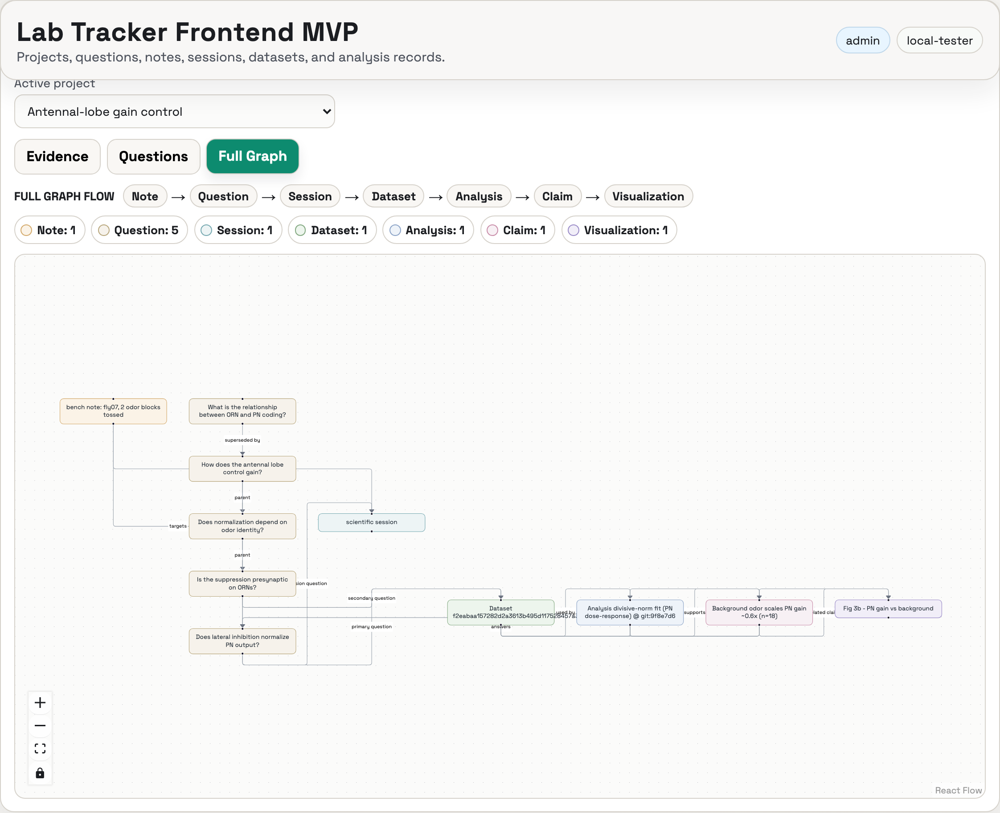 Lab Tracker Frontend MVP
Projects, questions, notes, sessions, datasets, and analysis records.
admin
local-tester
Active project
Antennal-lobe gain control
Evidence
Questions
Full Graph
FULL GRAPH FLOW Note → Question → Session → Dataset → Analysis → Claim → Visualization
Note: 1
Question: 5
Session: 1
Dataset: 1
Analysis: 1
Claim: 1
Visualization: 1
bench note: fly07, 2 odor blocks
tossed
What is the relationship
between ORN and PN coding?
superseded by
How does the antennal lobe
control gain?
parent
Does normalization depend on
odor identity?
targets
scientific session
parent
Is the suppression presynaptic
on ORNs?
sion question
secondary question
Dataset
f2eabaa157282d2a3613b495d117528457a
used by
Analysis divisive-norm fit (PN
dose-response) @ git:9f8e7d6
supports
Background odor scales PN gain
~0.6x (n=18)
lated clai
Fig 3b - PN gain vs background
primary question
answers
Does lateral inhibition normalize
PN output?
React Flow